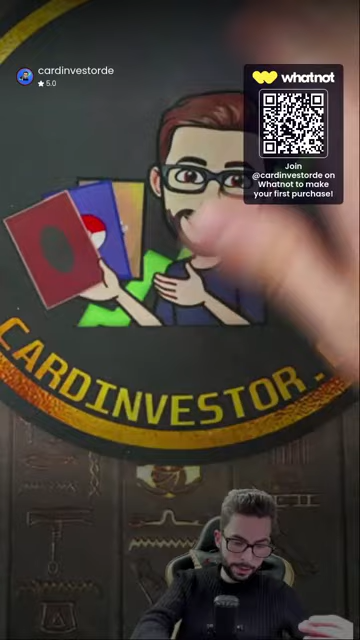 cardinvestorde
★ 5.0
whatnot
Join
@cardinvestorde on
Whatnot to make
your first purchase!
CARDINVESTOR.